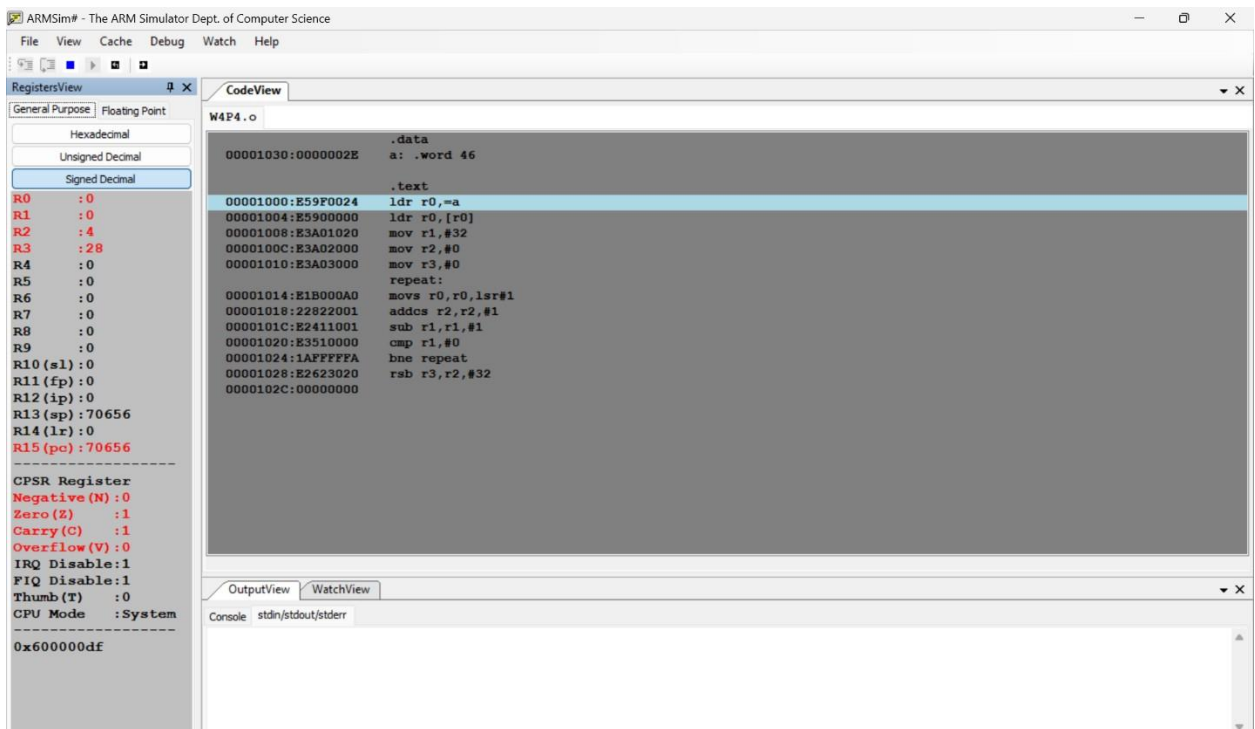 ARMSim# - The ARM Simulator Dept. of Computer Science
File View Cache Debug Watch Help
RegistersView
General Purpose Floating Point
Hexadecimal
Unsigned Decimal
Signed Decimal
R0 :0
R1 :0
R2 :4
R3 :28
R4 :0
R5 :0
R6 :0
R7 :0
R8 :0
R9 :0
R10(sl):0
R11(fp):0
R12(ip):0
R13(sp):70656
R14(lr):0
R15(pc):70656
------------------
CPSR Register
Negative(N):0
Zero(Z) :1
Carry(C) :1
Overflow(V):0
IRQ Disable:1
FIQ Disable:1
Thumb(T) :0
CPU Mode :System
------------------
0x600000df
CodeView
W4P4.o
.data
00001030:0000002E a: .word 46
.text
00001000:E59F0024 ldr r0,=a
00001004:E5900000 ldr r0,[r0]
00001008:E3A01020 mov r1,#32
0000100C:E3A02000 mov r2,#0
00001010:E3A03000 mov r3,#0
repeat:
00001014:E1B000A0 movs r0,r0,lsr#1
00001018:22822001 addcs r2,r2,#1
0000101C:E2411001 sub r1,r1,#1
00001020:E3510000 cmp r1,#0
00001024:1AFFFFFA bne repeat
00001028:E2623020 rsb r3,r2,#32
0000102C:00000000
OutputView WatchView
Console stdin/stdout/stderr